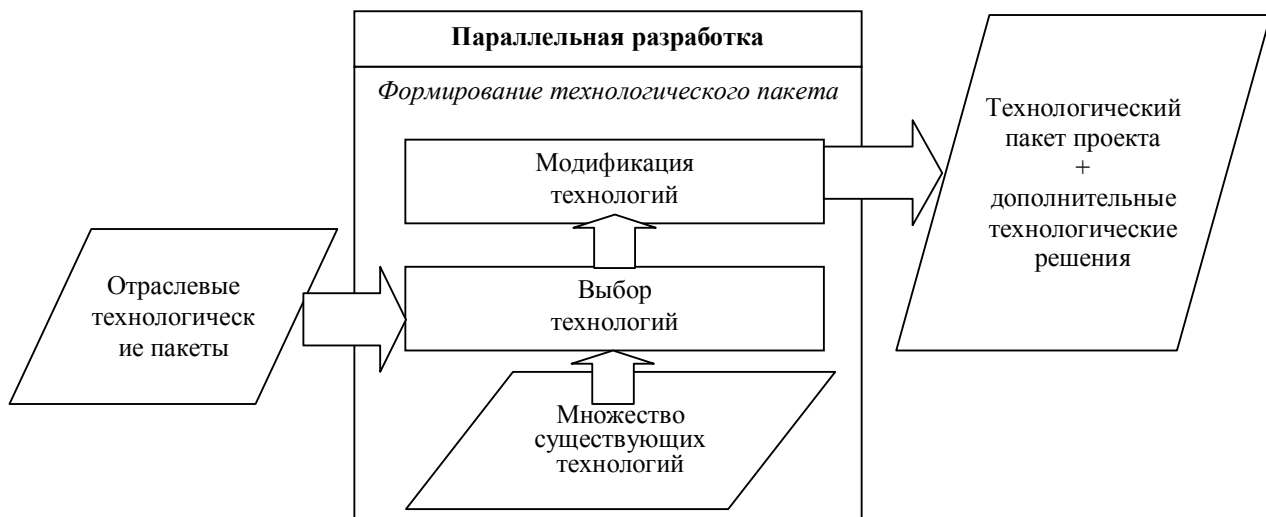 Параллельная разработка
Формирование технологического пакета
Модификация
технологий
Технологический
пакет проекта
+
дополнительные
технологические
решения
Отраслевые
технологическ
ие пакеты
Выбор
технологий
Множество
существующих
технологий